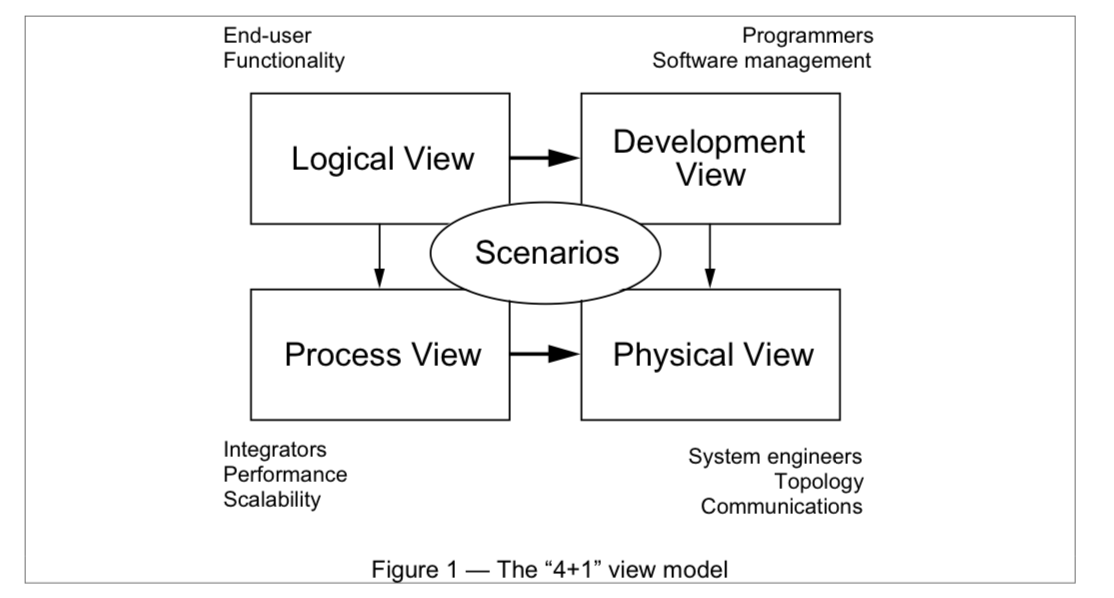 End-user
Functionality
Programmers
Software management
Logical View
Development
View
Scenarios
Process View
Physical View
Integrators
Performance
Scalability
System engineers
Topology
Communications
Figure 1 — The “4+1” view model